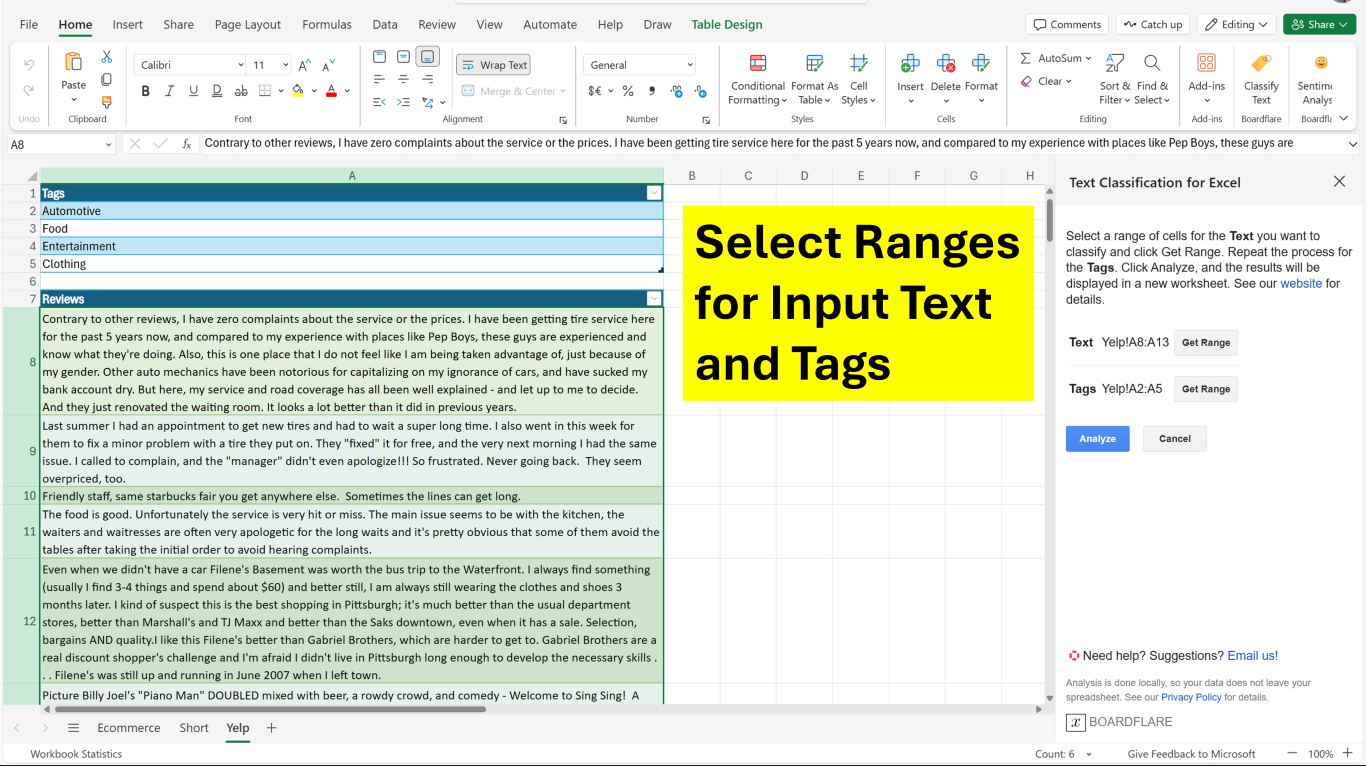 File Home Insert Share Page Layout Formulas Data Review View Automate Help Draw Table Design
Comments Catch up Editing Share
Calibri 11 A^ A˅ Wrap Text General AutoSum
Paste B I U D ab A Merge & Center $€ % Conditional Formatting Format As Table Cell Styles Insert Delete Format Clear Sort & Filter Find & Select Add-ins Classify Text
Undo Clipboard Font Alignment Number Styles Cells Editing Add-ins Boardflare
A8 fx Contrary to other reviews, I have zero complaints about the service or the prices. I have been getting tire service here for the past 5 years now, and compared to my experience with places like Pep Boys, these guys are
A B C D E F G H
1 Tags
2 Automotive
3 Food
4 Entertainment
5 Clothing
6
7 Reviews
8
Contrary to other reviews, I have zero complaints about the service or the prices. I have been getting tire service here
for the past 5 years now, and compared to my experience with places like Pep Boys, these guys are experienced and
know what they're doing. Also, this is one place that I do not feel like I am being taken advantage of, just because of
my gender. Other auto mechanics have been notorious for capitalizing on my ignorance of cars, and have sucked my
bank account dry. But here, my service and road coverage has all been well explained - and let up to me to decide.
And they just renovated the waiting room. It looks a lot better than it did in previous years.
9
Last summer I had an appointment to get new tires and had to wait a super long time. I also went in this week for
them to fix a minor problem with a tire they put on. They "fixed" it for free, and the very next morning I had the same
issue. I called to complain, and the "manager" didn't even apologize!!! So frustrated. Never going back.  They seem
overpriced, too.
10 Friendly staff, same starbucks fair you get anywhere else.  Sometimes the lines can get long.
11
The food is good. Unfortunately the service is very hit or miss. The main issue seems to be with the kitchen, the
waiters and waitresses are often very apologetic for the long waits and it's pretty obvious that some of them avoid the
tables after taking the initial order to avoid hearing complaints.
12
Even when we didn't have a car Filene's Basement was worth the bus trip to the Waterfront. I always find something
(usually I find 3-4 things and spend about $60) and better still, I am always still wearing the clothes and shoes 3
months later. I kind of suspect this is the best shopping in Pittsburgh; it's much better than the usual department
stores, better than Marshall's and TJ Maxx and better than the Saks downtown, even when it has a sale. Selection,
bargains AND quality.I like this Filene's better than Gabriel Brothers, which are harder to get to. Gabriel Brothers are a
real discount shopper's challenge and I'm afraid I didn't live in Pittsburgh long enough to develop the necessary skills .
. . Filene's was still up and running in June 2007 when I left town.
Picture Billy Joel's "Piano Man" DOUBLED mixed with beer, a rowdy crowd, and comedy - Welcome to Sing Sing!  A
Select Ranges
for Input Text
and Tags
Text Classification for Excel
Select a range of cells for the Text you want to
classify and click Get Range. Repeat the process for
the Tags. Click Analyze, and the results will be
displayed in a new worksheet. See our website for
details.
Text Yelp!A8:A13 Get Range
Tags Yelp!A2:A5 Get Range
Analyze Cancel
Need help? Suggestions? Email us!
Analysis is done locally, so your data does not leave your
spreadsheet. See our Privacy Policy for details.
x BOARDFLARE
Ecommerce Short Yelp
Workbook Statistics Count: 6 Give Feedback to Microsoft 100%